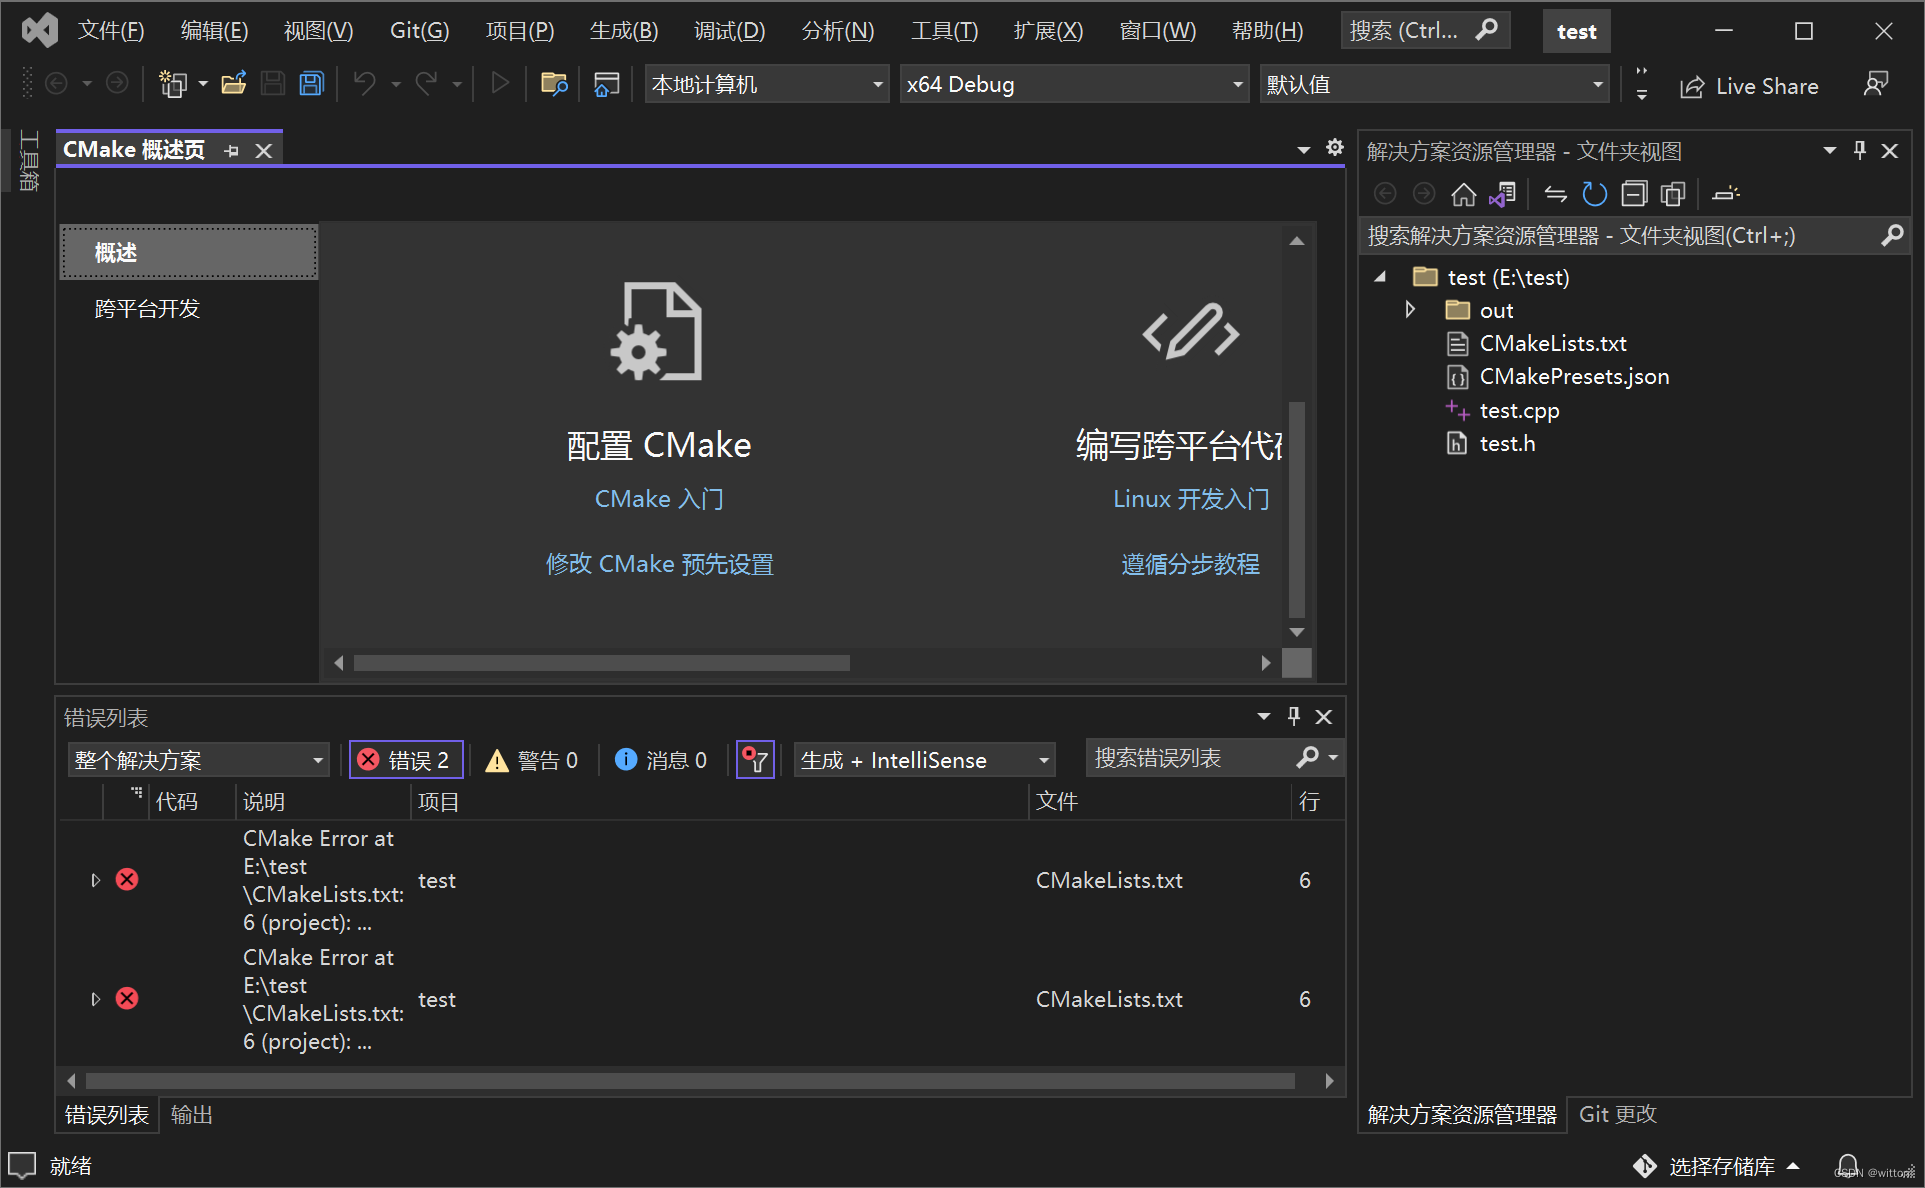 文件(F) 编辑(E) 视图(V) Git(G) 项目(P) 生成(B) 调试(D) 分析(N) 工具(T) 扩展(X) 窗口(W) 帮助(H) 搜索 (Ctrl... test
本地计算机 x64 Debug 默认值 Live Share
工具箱
CMake 概述页
概述
跨平台开发
配置 CMake
CMake 入门
修改 CMake 预先设置
编写跨平台代码
Linux 开发入门
遵循分步教程
解决方案资源管理器 - 文件夹视图
搜索解决方案资源管理器 - 文件夹视图(Ctrl+;)
test (E:\test)
out
CMakeLists.txt
CMakePresets.json
test.cpp
test.h
错误列表
整个解决方案 错误 2 警告 0 消息 0 生成 + IntelliSense 搜索错误列表
代码 说明 项目 文件 行
CMake Error at
E:\test
\CMakeLists.txt:
6 (project): ...
test CMakeLists.txt 6
CMake Error at
E:\test
\CMakeLists.txt:
6 (project): ...
test CMakeLists.txt 6
错误列表 输出
解决方案资源管理器 Git 更改
就绪 选择存储库